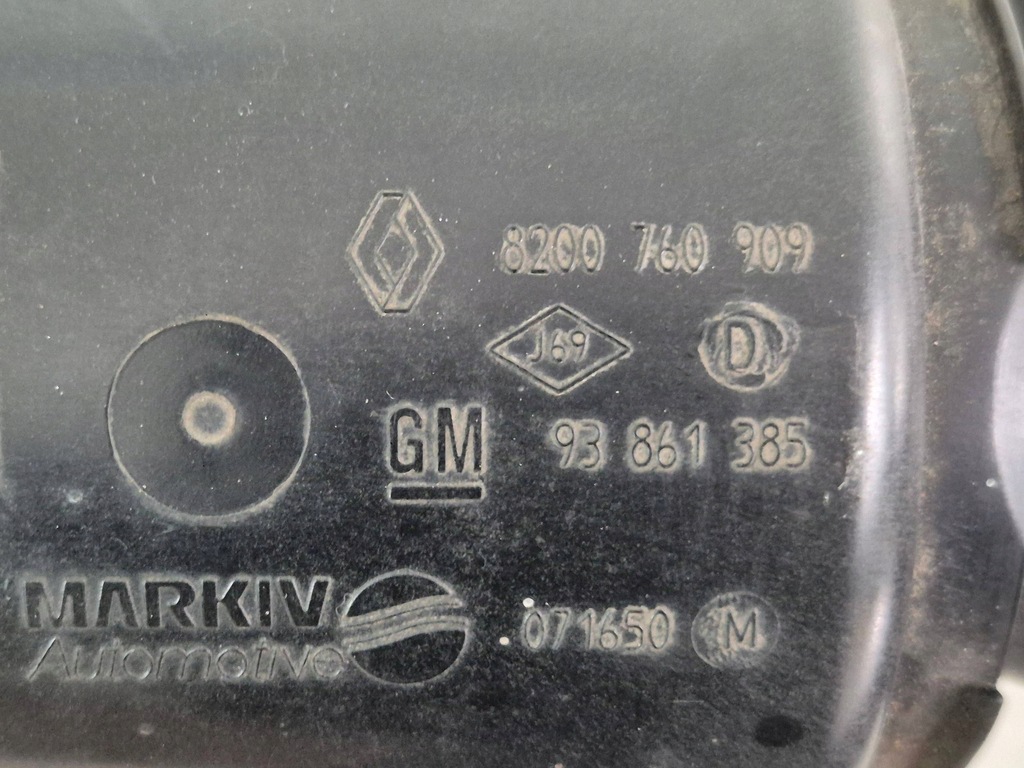 8200 760 909
J69 D
GM 93 861 385
MARKIV
Automotive
071650 M